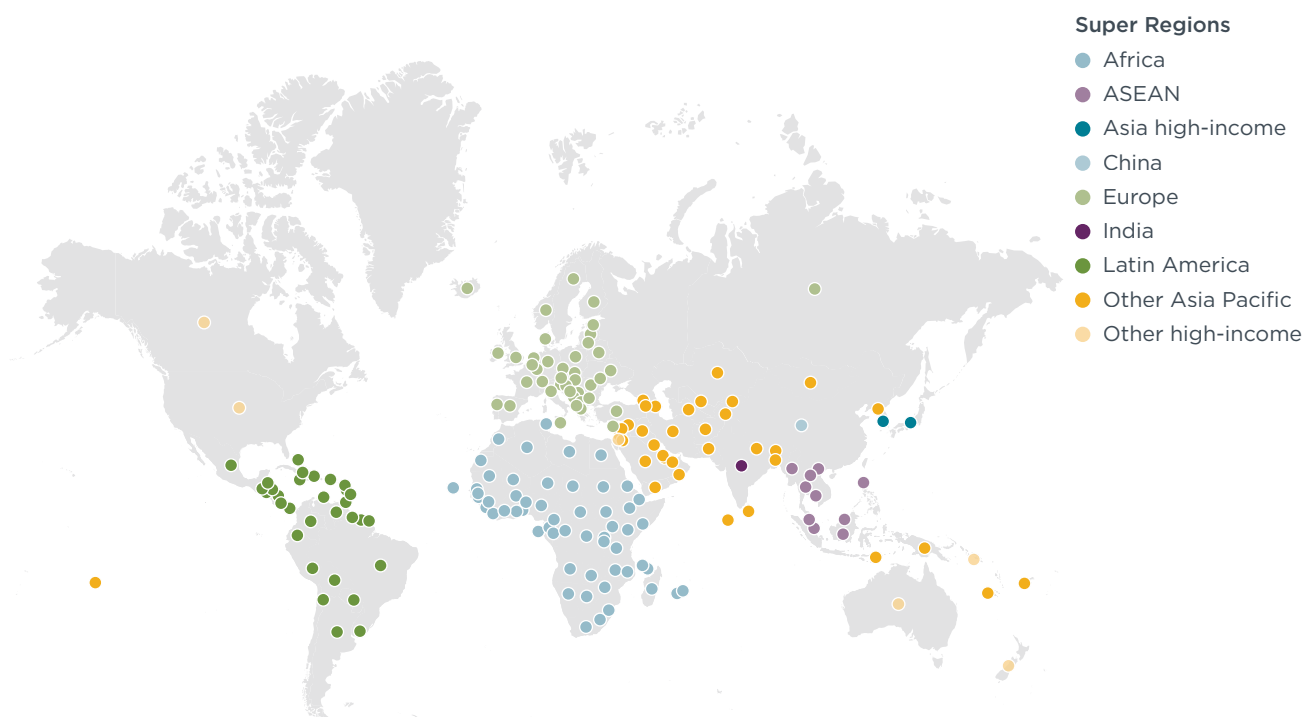 Super Regions
Africa
ASEAN
Asia high-income
China
Europe
India
Latin America
Other Asia Pacific
Other high-income